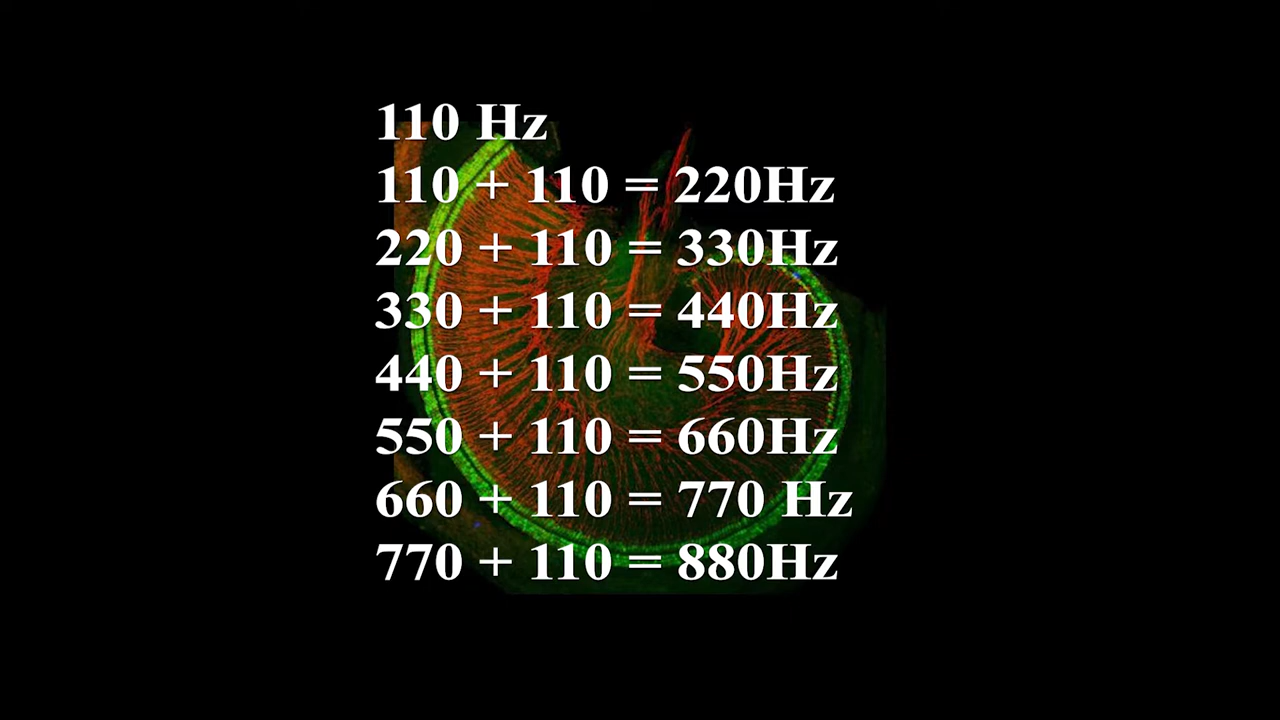 110 Hz
110 + 110 = 220Hz
220 + 110 = 330Hz
330 + 110 = 440Hz
440 + 110 = 550Hz
550 + 110 = 660Hz
660 + 110 = 770 Hz
770 + 110 = 880Hz